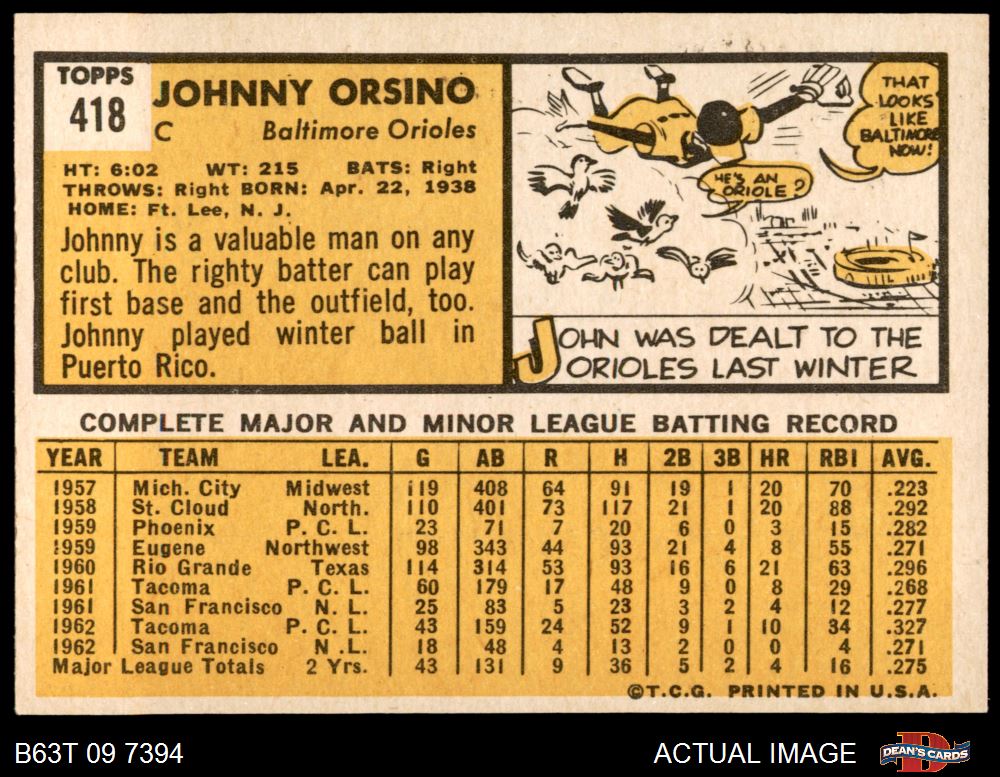 TOPPS
418
JOHNNY ORSINO
C Baltimore Orioles
HT: 6:02 WT: 215 BATS: Right
THROWS: Right BORN: Apr. 22, 1938
HOME: Ft. Lee, N. J.
Johnny is a valuable man on any
club. The righty batter can play
first base and the outfield, too.
Johnny played winter ball in
Puerto Rico.
THAT
LOOKS
LIKE
BALTIMORE
NOW!
HE'S AN
ORIOLE?
JOHN WAS DEALT TO THE
ORIOLES LAST WINTER
COMPLETE MAJOR AND MINOR LEAGUE BATTING RECORD
YEAR TEAM LEA. G AB R H 2B 3B HR RBI AVG.
1957 Mich. City Midwest 119 408 64 91 19 1 20 70 .223
1958 St. Cloud North. 110 401 73 117 21 1 20 88 .292
1959 Phoenix P. C. L. 23 71 7 20 6 0 3 15 .282
1959 Eugene Northwest 98 343 44 93 21 4 8 55 .271
1960 Rio Grande Texas 114 314 53 93 16 6 21 63 .296
1961 Tacoma P. C. L. 60 179 17 48 9 0 8 29 .268
1961 San Francisco N. L. 25 83 5 23 3 2 4 12 .277
1962 Tacoma P. C. L. 43 159 24 52 9 1 10 34 .327
1962 San Francisco N .L. 18 48 4 13 2 0 0 4 .271
Major League Totals 2 Yrs. 43 131 9 36 5 2 4 16 .275
©T.C.G. PRINTED IN U.S.A.
B63T 09 7394 ACTUAL IMAGE DEAN'S CARDS